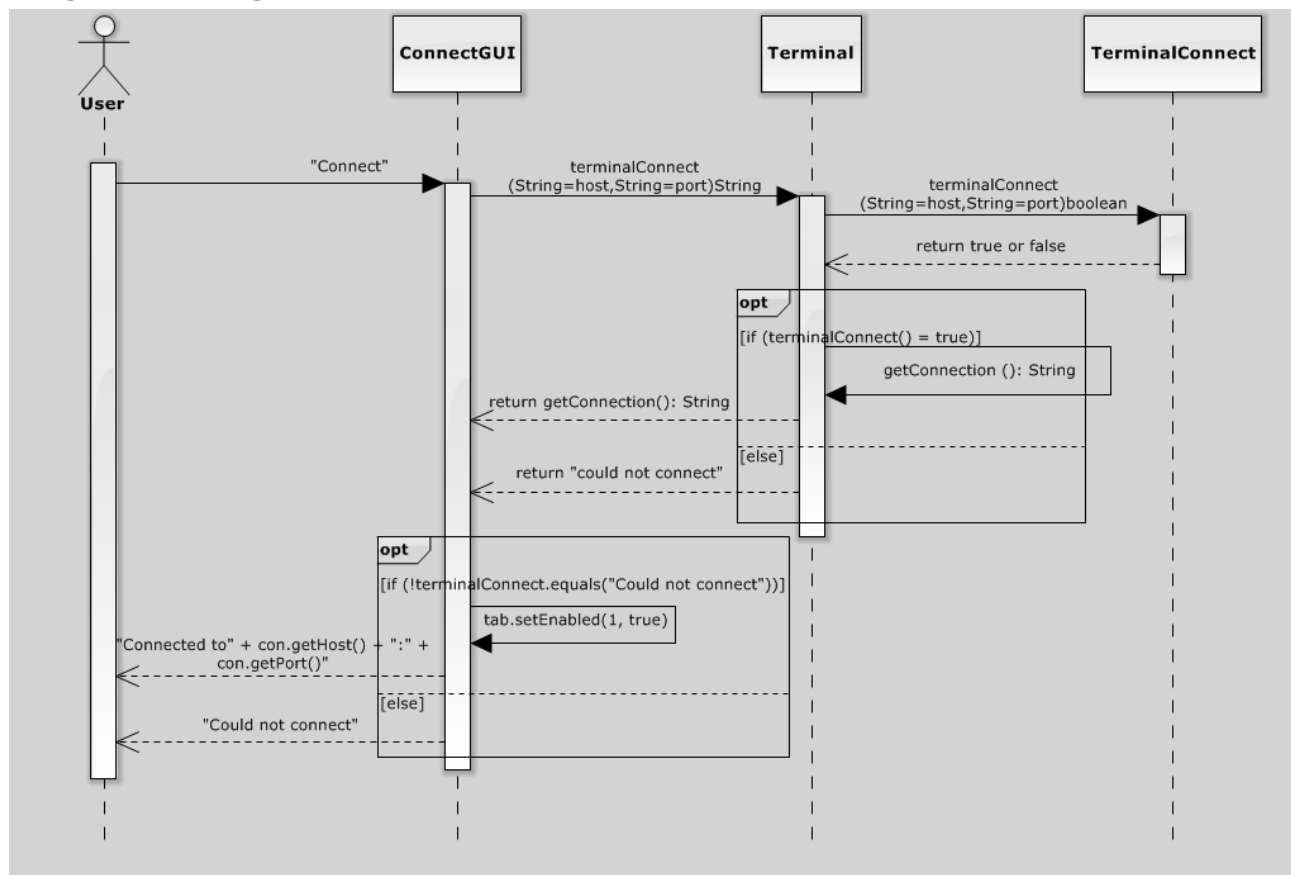 User
ConnectGUI
Terminal
TerminalConnect
"Connect"
terminalConnect
(String=host,String=port)String
terminalConnect
(String=host,String=port)boolean
return true or false
opt
[if (terminalConnect() = true)]
getConnection (): String
return getConnection(): String
[else]
return "could not connect"
opt
[if (!terminalConnect.equals("Could not connect"))]
tab.setEnabled(1, true)
"Connected to" + con.getHost() + ":" +
con.getPort()"
[else]
"Could not connect"